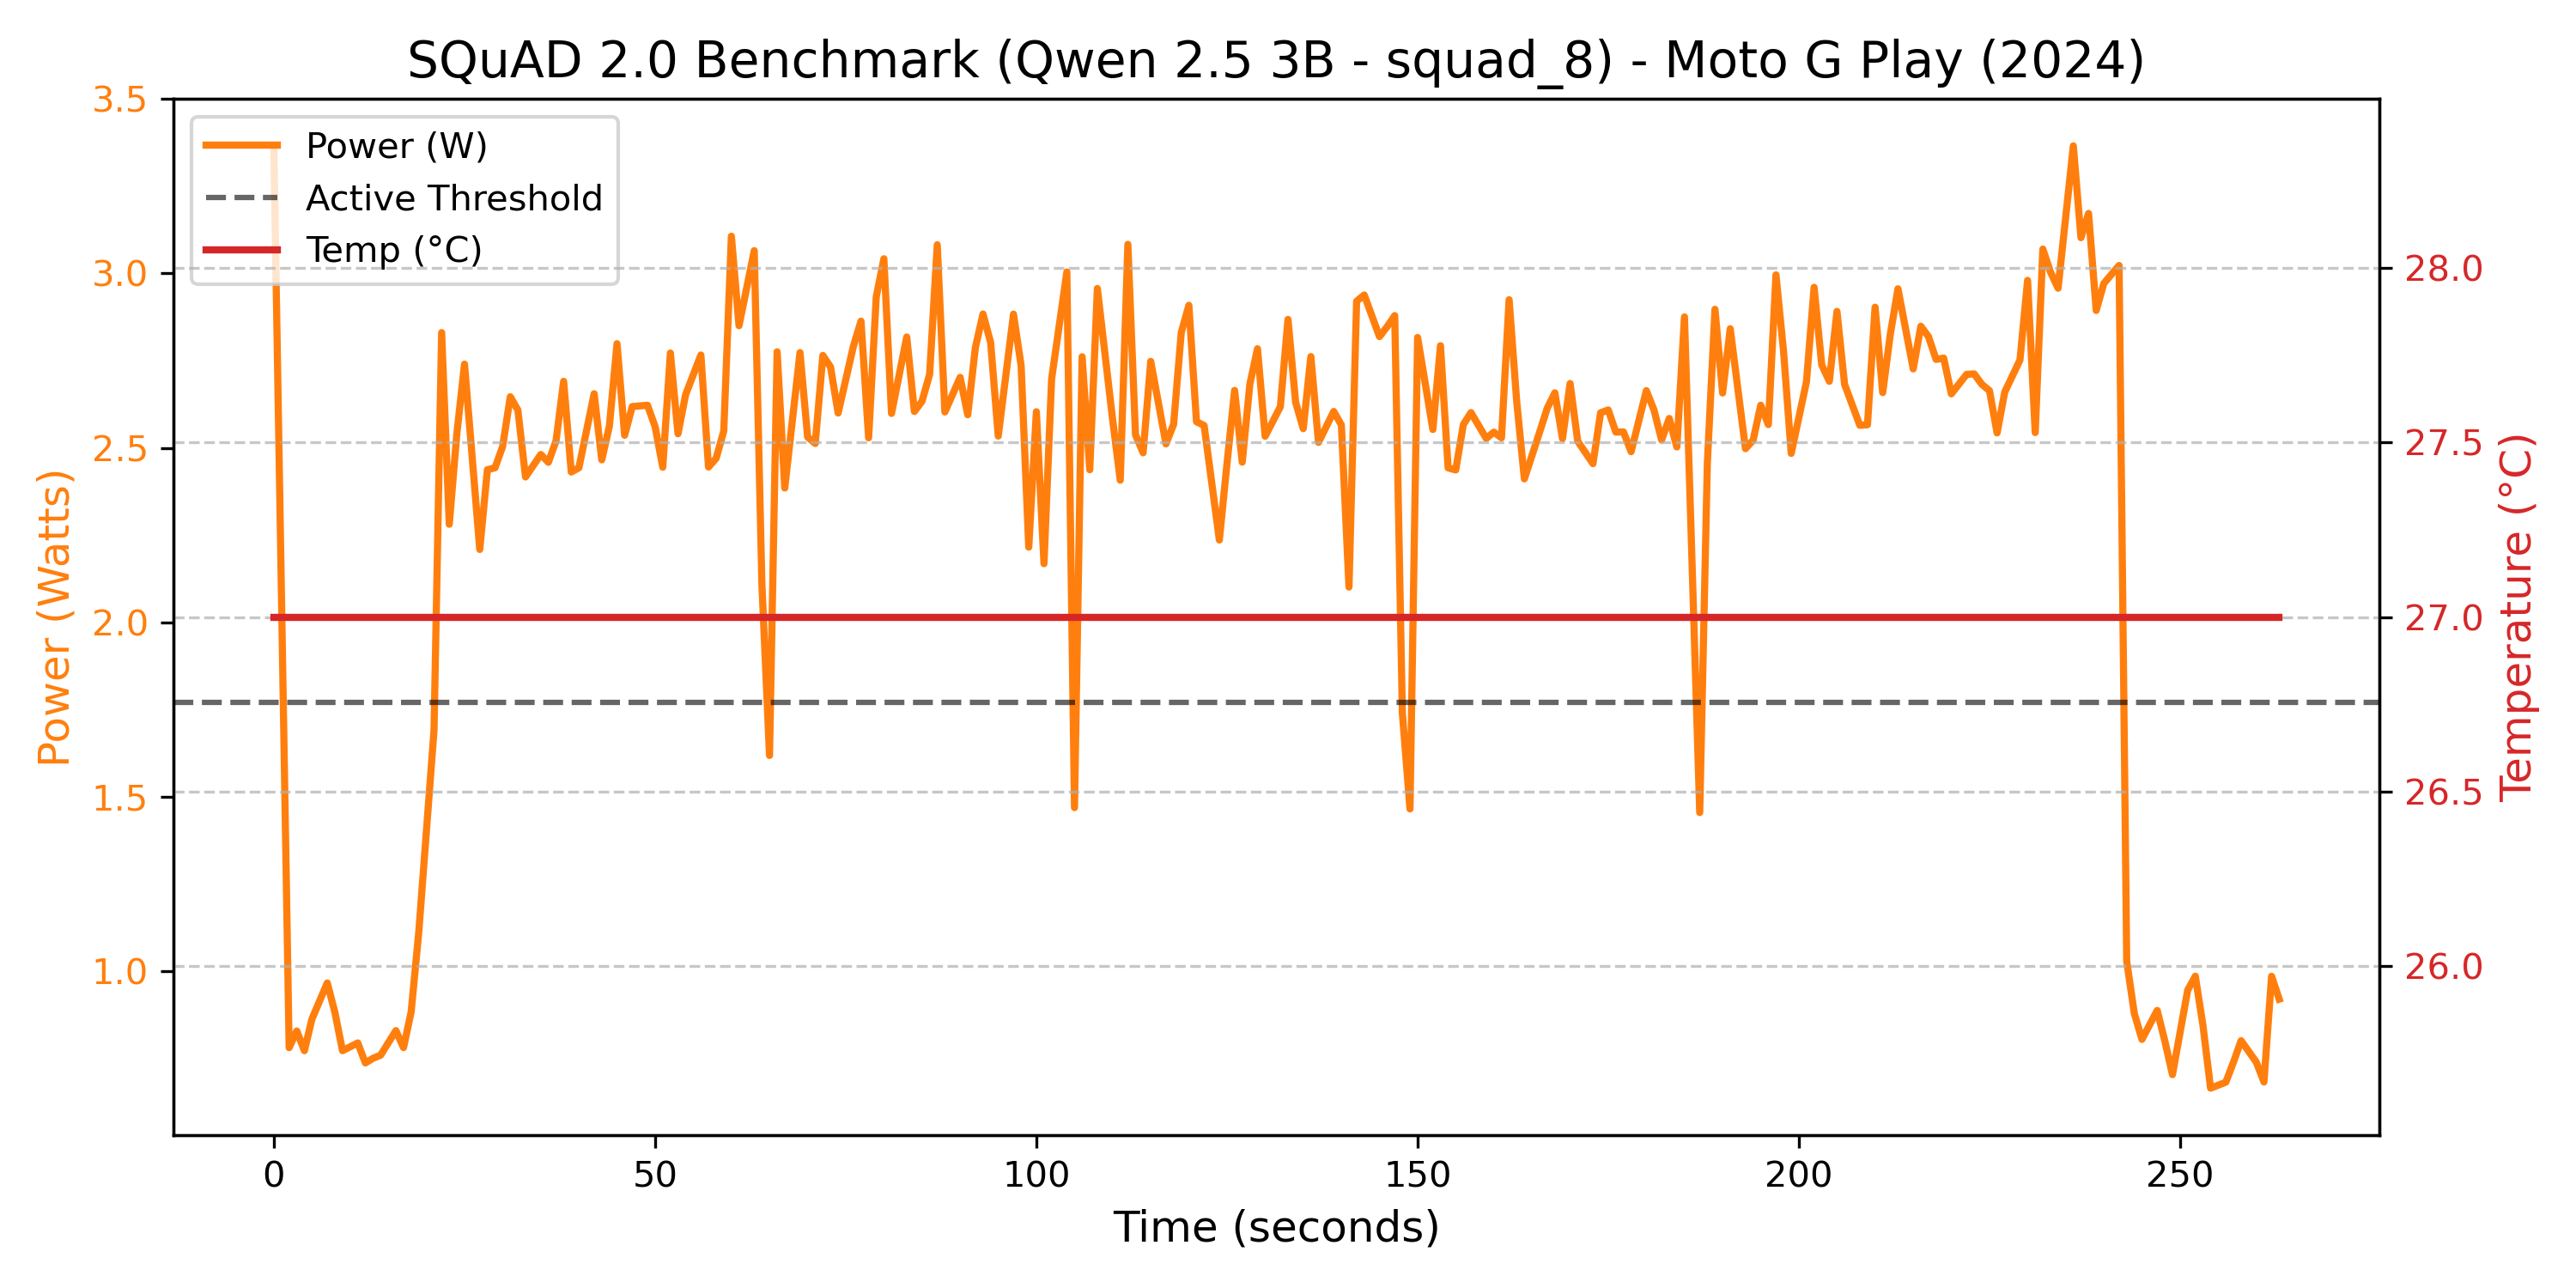 SQuAD 2.0 Benchmark (Qwen 2.5 3B - squad_8) - Moto G Play (2024)
Power (W)
Active Threshold
Temp (°C)
Power (Watts)
3.5
3.0
2.5
2.0
1.5
1.0
28.0
27.5
27.0
26.5
26.0
Temperature (°C)
0 50 100 150 200 250
Time (seconds)